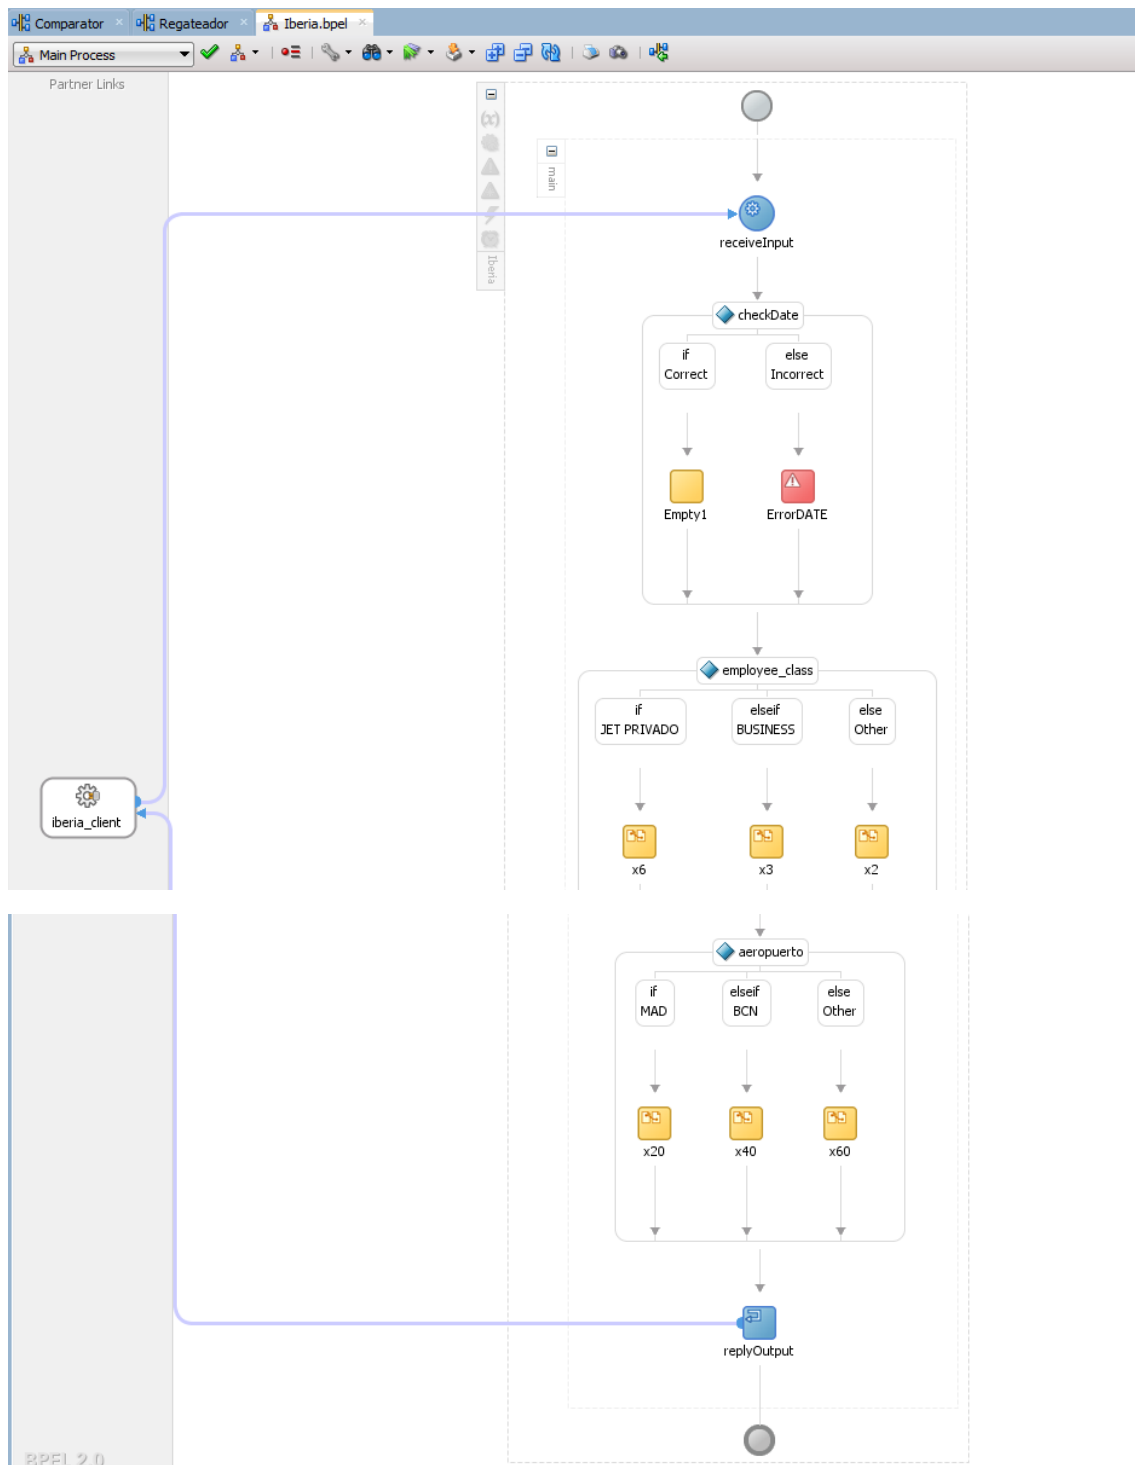 Comparator
Regateador
Iberia.bpel
Main Process
Partner Links
main
Iberia
receiveInput
checkDate
if
Correct
else
Incorrect
Empty1
ErrorDATE
employee_class
if
JET PRIVADO
elseif
BUSINESS
else
Other
iberia_client
x6
x3
x2
aeropuerto
if
MAD
elseif
BCN
else
Other
x20
x40
x60
replyOutput
BPEL 2.0